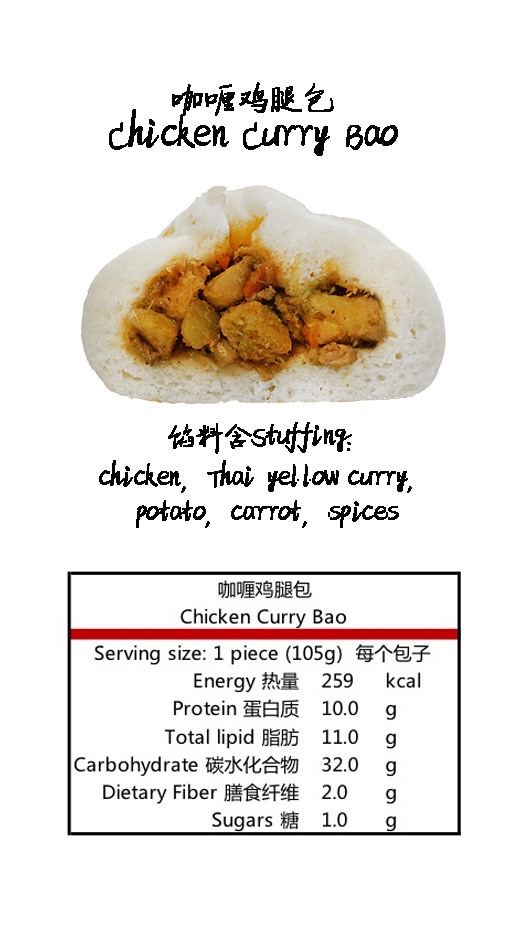 咖喱鸡腿包
Chicken Curry Bao
馅料含Stuffing:
chicken, Thai yellow curry,
potato, carrot, spices
咖喱鸡腿包
Chicken Curry Bao
Serving size: 1 piece (105g) 每个包子
Energy 热量 259 kcal
Protein 蛋白质 10.0 g
Total lipid 脂肪 11.0 g
Carbohydrate 碳水化合物 32.0 g
Dietary Fiber 膳食纤维 2.0 g
Sugars 糖 1.0 g